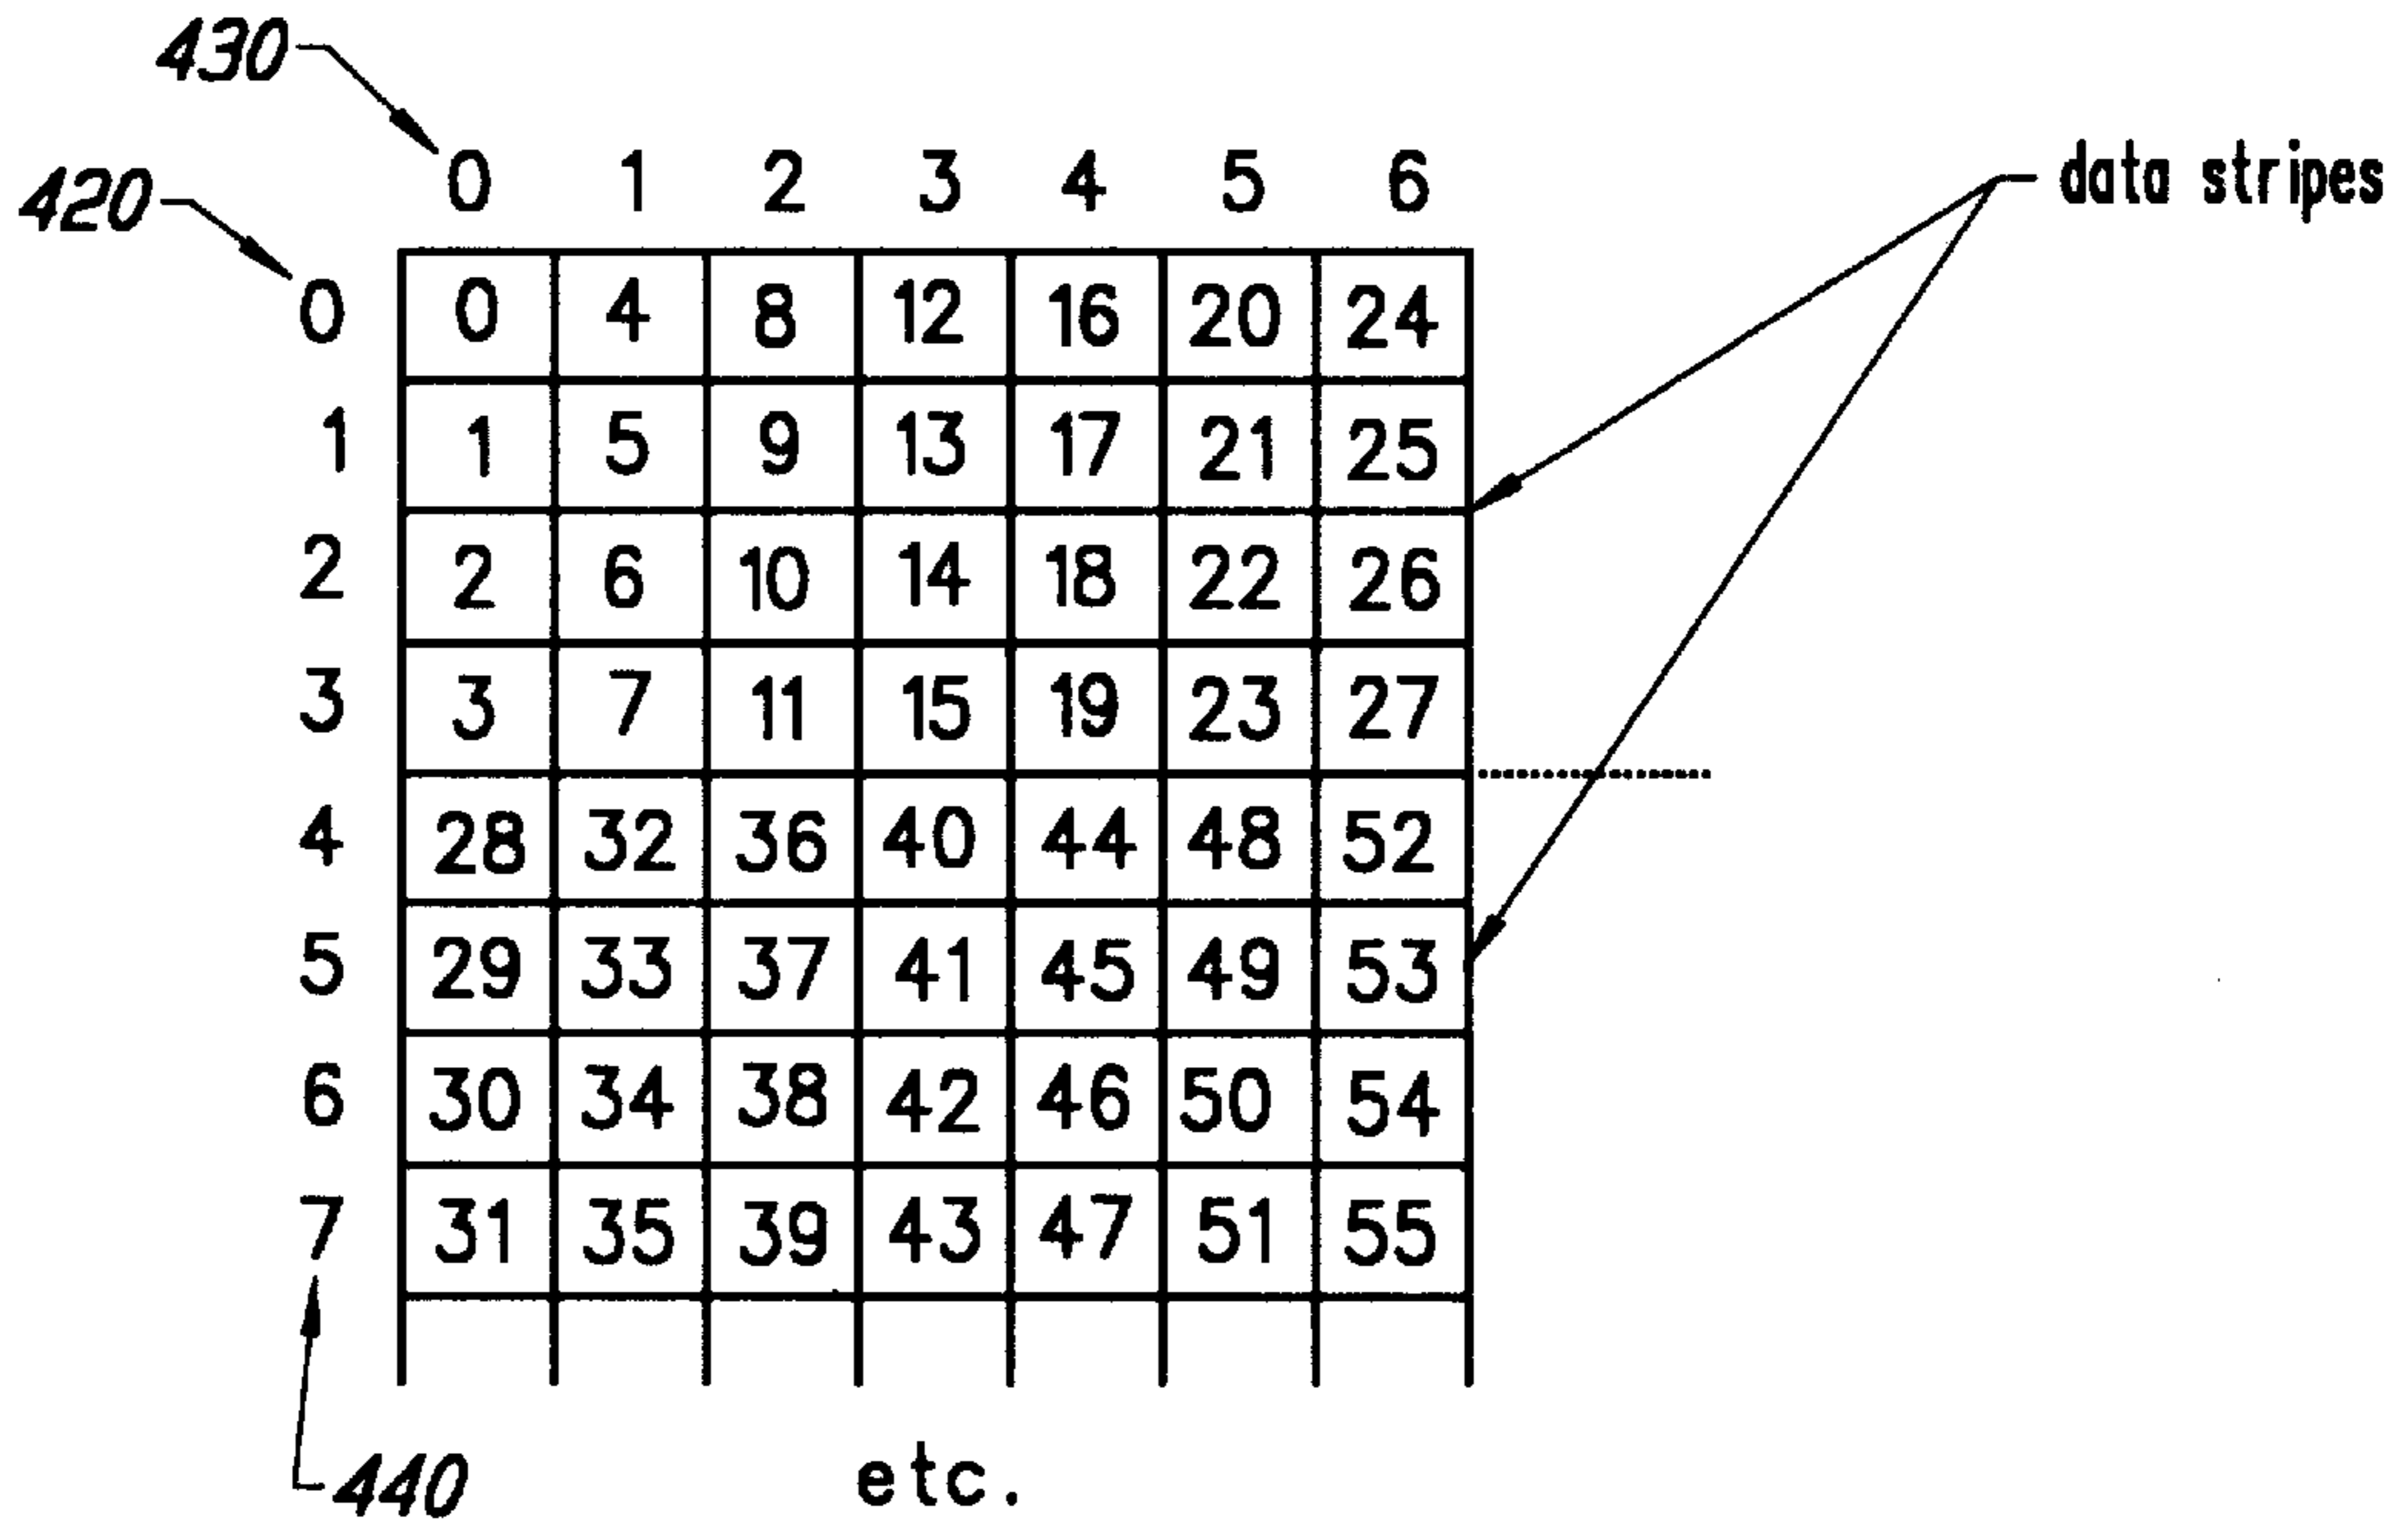 430
420
0 1 2 3 4 5 6
data stripes
0 0 4 8 12 16 20 24
1 1 5 9 13 17 21 25
2 2 6 10 14 18 22 26
3 3 7 11 15 19 23 27
4 28 32 36 40 44 48 52
5 29 33 37 41 45 49 53
6 30 34 38 42 46 50 54
7 31 35 39 43 47 51 55
440
etc.